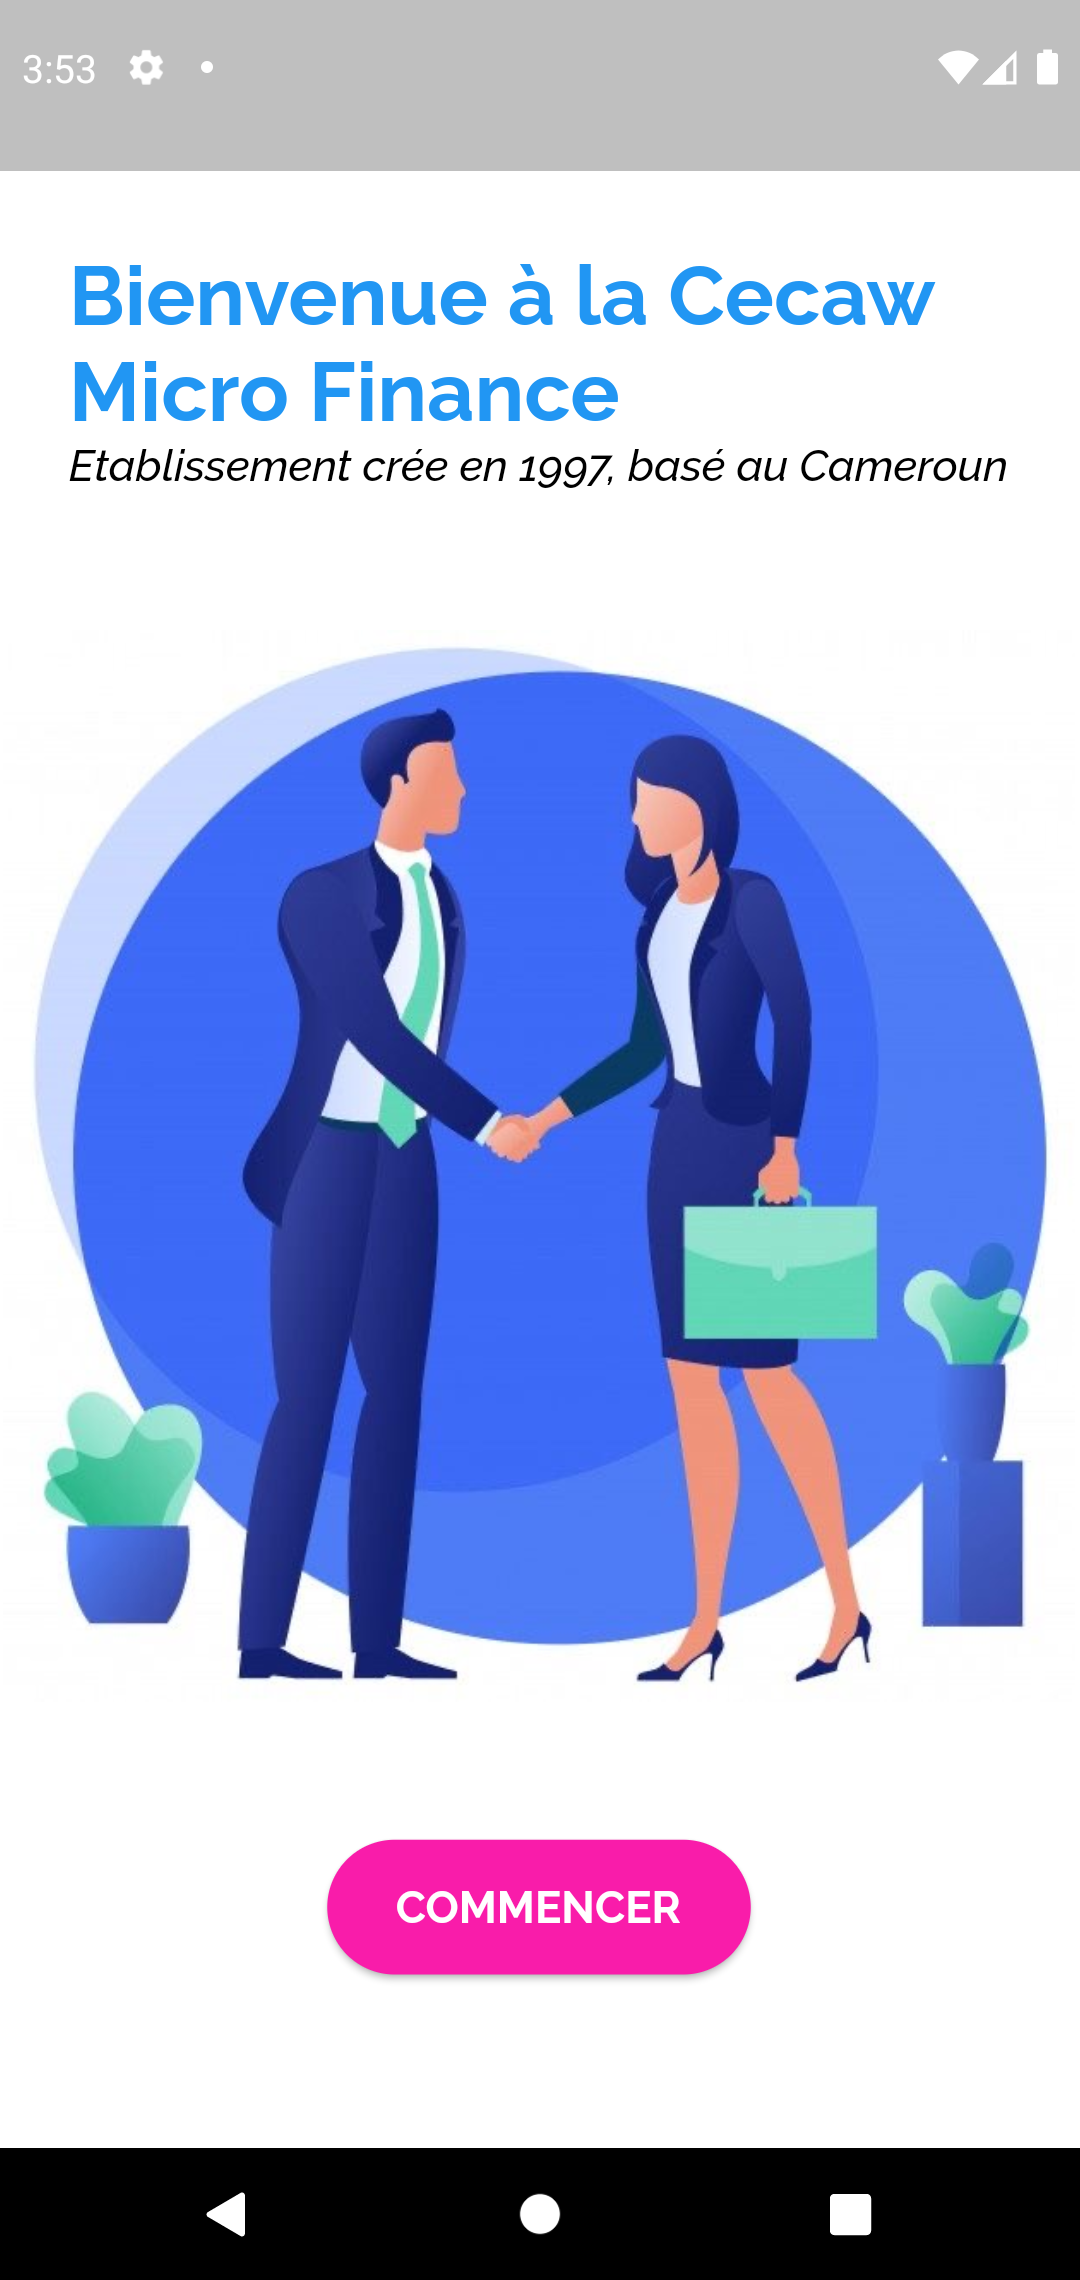 3:53
Bienvenue à la Cecaw
Micro Finance
Etablissement crée en 1997, basé au Cameroun
COMMENCER